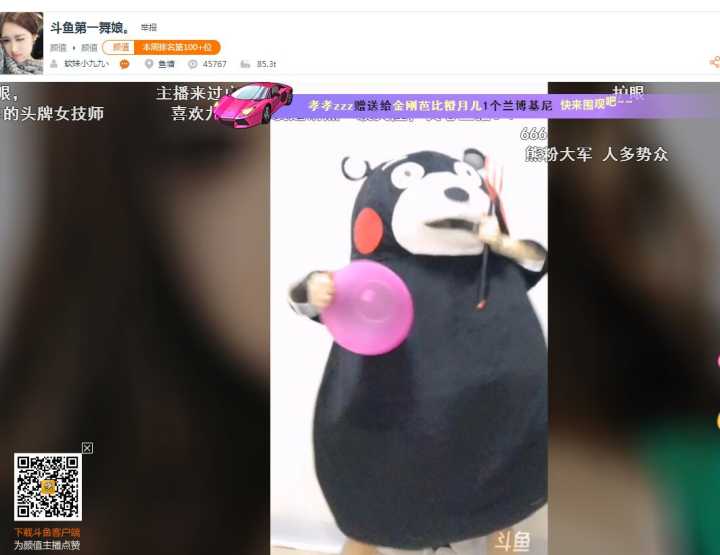 斗鱼第一舞娘。 举报
颜值 颜值 颜值 本周排名第100+位
软妹小九九丶 鱼塘 45767 85.3t
的头牌女技师
主播来过
喜欢
护眼
孝孝zzz赠送给金刚芭比橙月儿1个兰博基尼 快来围观吧~~
666
熊粉大军 人多势众
下载斗鱼客户端
为颜值主播点赞
斗鱼